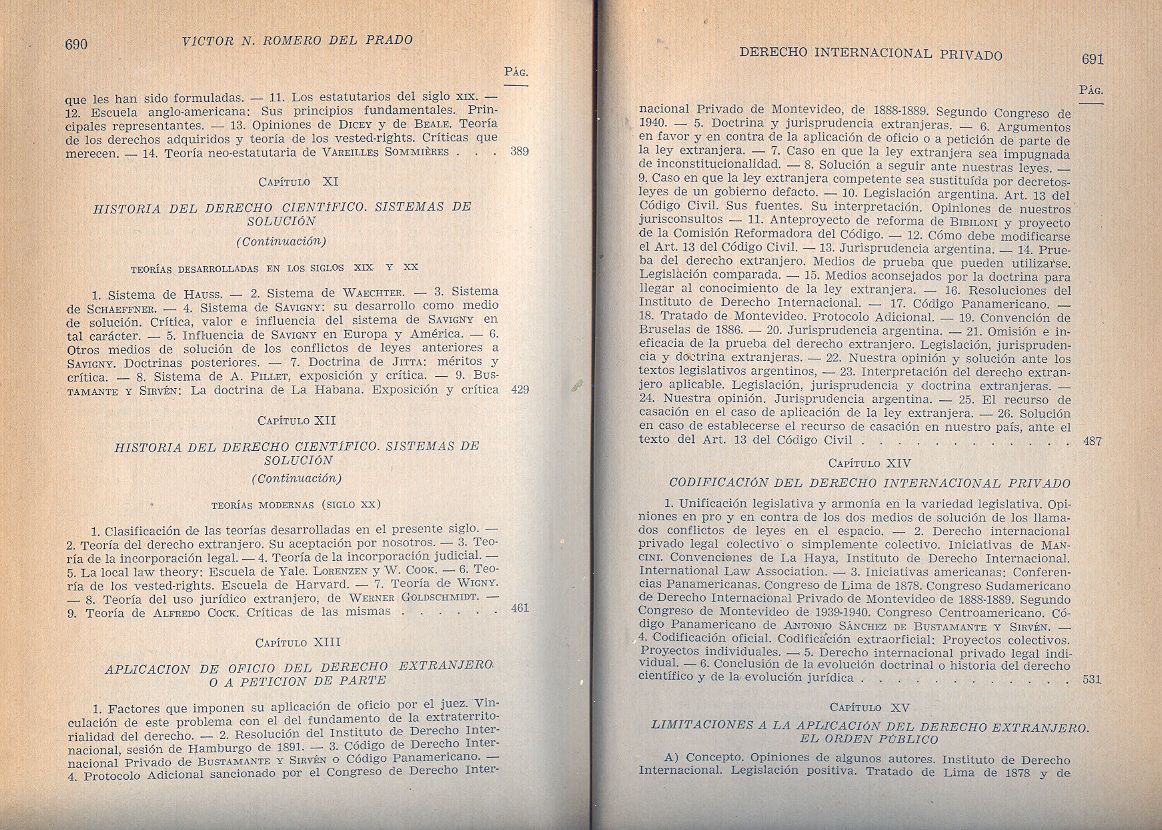 690
VICTOR N. ROMERO DEL PRADO
PÁG.
que les han sido formuladas. — 11. Los estatutarios del siglo XIX. —
12. Escuela anglo-americana: Sus principios fundamentales. Prin-
cipales representantes. — 13. Opiniones de DICEY y de BEALE. Teoría
de los derechos adquiridos y teoría de los vested-rights. Críticas que
merecen. — 14. Teoría neo-estatutaria de VAREILLES SOMMIÈRES . . . 389
CAPÍTULO XI
HISTORIA DEL DERECHO CIENTÍFICO. SISTEMAS DE
SOLUCIÓN
(Continuación)
TEORÍAS DESARROLLADAS EN LOS SIGLOS XIX Y XX
1. Sistema de HAUSS. — 2. Sistema de WAECHTER. — 3. Sistema
de SCHAEFFNER. — 4. Sistema de SAVIGNY: su desarrollo como medio
de solución. Crítica, valor e influencia del sistema de SAVIGNY en
tal carácter. — 5. Influencia de SAVIGNY en Europa y América. — 6.
Otros medios de solución de los conflictos de leyes anteriores a
SAVIGNY. Doctrinas posteriores. — 7. Doctrina de JITTA: méritos y
crítica. — 8. Sistema de A. PILLET, exposición y crítica. — 9. BUS-
TAMANTE Y SIRVÉN: La doctrina de La Habana. Exposición y crítica 429
CAPÍTULO XII
HISTORIA DEL DERECHO CIENTÍFICO. SISTEMAS DE
SOLUCIÓN
(Continuación)
TEORÍAS MODERNAS (SIGLO XX)
1. Clasificación de las teorías desarrolladas en el presente siglo. —
2. Teoría del derecho extranjero. Su aceptación por nosotros. — 3. Teo-
ría de la incorporación legal. — 4. Teoría de la incorporación judicial. —
5. La local law theory: Escuela de Yale. LORENZEN y W. COOK. — 6. Teo-
ría de los vested-rights. Escuela de Harvard. — 7. Teoría de WIGNY.
— 8. Teoría del uso jurídico extranjero, de WERNER GOLDSCHMIDT. —
9. Teoría de ALFREDO COCK. Críticas de las mismas . . . . . . . 461
CAPÍTULO XIII
APLICACION DE OFICIO DEL DERECHO EXTRANJERO
O A PETICION DE PARTE
1. Factores que imponen su aplicación de oficio por el juez. Vin-
culación de este problema con el del fundamento de la extraterrito-
rialidad del derecho. — 2. Resolución del Instituto de Derecho Inter-
nacional, sesión de Hamburgo de 1891. — 3. Código de Derecho Inter-
nacional Privado de BUSTAMANTE Y SIRVÉN o Código Panamericano. —
4. Protocolo Adicional sancionado por el Congreso de Derecho Inter-
DERECHO INTERNACIONAL PRIVADO
691
PÁG.
nacional Privado de Montevideo, de 1888-1889. Segundo Congreso de
1940. — 5. Doctrina y jurisprudencia extranjeras. — 6. Argumentos
en favor y en contra de la aplicación de oficio o a petición de parte de
la ley extranjera. — 7. Caso en que la ley extranjera sea impugnada
de inconstitucionalidad. — 8. Solución a seguir ante nuestras leyes. —
9. Caso en que la ley extranjera competente sea sustituída por decretos-
leyes de un gobierno defacto. — 10. Legislación argentina. Art. 13 del
Código Civil. Sus fuentes. Su interpretación. Opiniones de nuestros
jurisconsultos — 11. Anteproyecto de reforma de BIBILONI y proyecto
de la Comisión Reformadora del Código. — 12. Cómo debe modificarse
el Art. 13 del Código Civil. — 13. Jurisprudencia argentina. — 14. Prue-
ba del derecho extranjero. Medios de prueba que pueden utilizarse.
Legislación comparada. — 15. Medios aconsejados por la doctrina para
llegar al conocimiento de la ley extranjera. — 16. Resoluciones del
Instituto de Derecho Internacional. — 17. Código Panamericano. —
18. Tratado de Montevideo. Protocolo Adicional. — 19. Convención de
Bruselas de 1886. — 20. Jurisprudencia argentina. — 21. Omisión e in-
eficacia de la prueba del derecho extranjero. Legislación, jurispruden-
cia y doctrina extranjeras. — 22. Nuestra opinión y solución ante los
textos legislativos argentinos, — 23. Interpretación del derecho extran-
jero aplicable. Legislación, jurisprudencia y doctrina extranjeras. —
24. Nuestra opinión. Jurisprudencia argentina. — 25. El recurso de
casación en el caso de aplicación de la ley extranjera. — 26. Solución
en caso de establecerse el recurso de casación en nuestro país, ante el
texto del Art. 13 del Código Civil . . . . . . . . . . . . 487
CAPÍTULO XIV
CODIFICACIÓN DEL DERECHO INTERNACIONAL PRIVADO
1. Unificación legislativa y armonía en la variedad legislativa. Opi-
niones en pro y en contra de los dos medios de solución de los llama-
dos conflictos de leyes en el espacio. — 2. Derecho internacional
privado legal colectivo o simplemente colectivo. Iniciativas de MAN-
CINI. Convenciones de La Haya, Instituto de Derecho Internacional.
International Law Association. — 3. Iniciativas americanas: Conferen-
cias Panamericanas. Congreso de Lima de 1878. Congreso Sudamericano
de Derecho Internacional Privado de Montevideo de 1888-1889. Segundo
Congreso de Montevideo de 1939-1940. Congreso Centroamericano. Có-
digo Panamericano de ANTONIO SÁNCHEZ DE BUSTAMANTE Y SIRVÉN. —
4. Codificación oficial. Codificación extraorficial: Proyectos colectivos.
Proyectos individuales. — 5. Derecho internacional privado legal indi-
vidual. — 6. Conclusión de la evolución doctrinal o historia del derecho
científico y de la evolución jurídica . . . . . . . . . . . . 531
CAPÍTULO XV
LIMITACIONES A LA APLICACIÓN DEL DERECHO EXTRANJERO.
EL ORDEN PÚBLICO
A) Concepto. Opiniones de algunos autores. Instituto de Derecho
Internacional. Legislación positiva. Tratado de Lima de 1878 y de